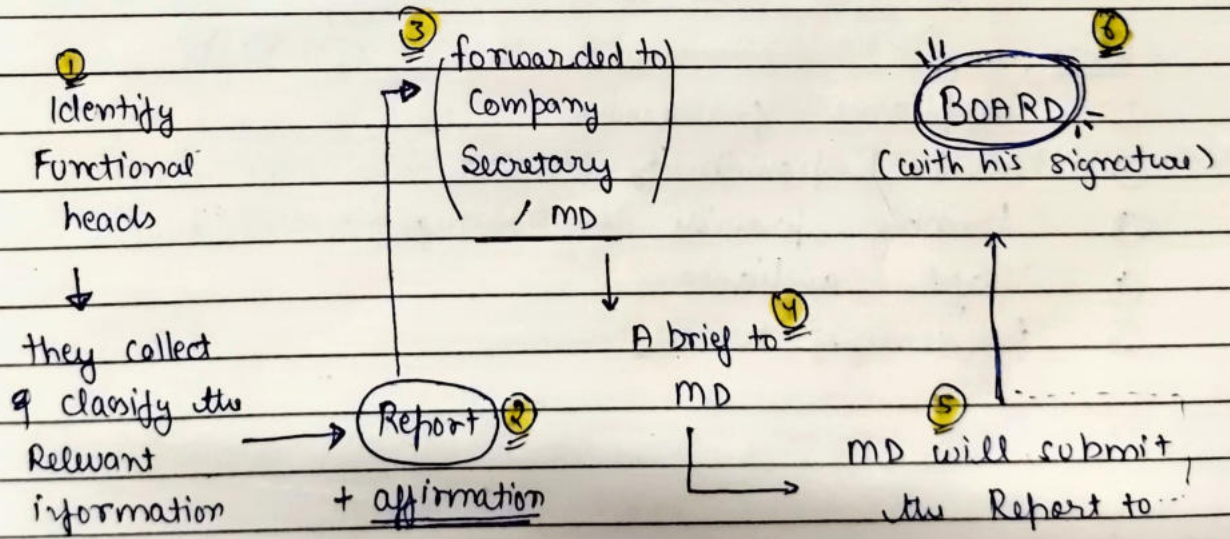 1
Identify
Functional
heads
they collect
& classify the
Relevant
information
Report 2
+ affirmation
3
forwarded to
Company
Secretary
/ MD
A brief to 4
MD
5
MD will submit
the Report to
6
BOARD
(with his signature)